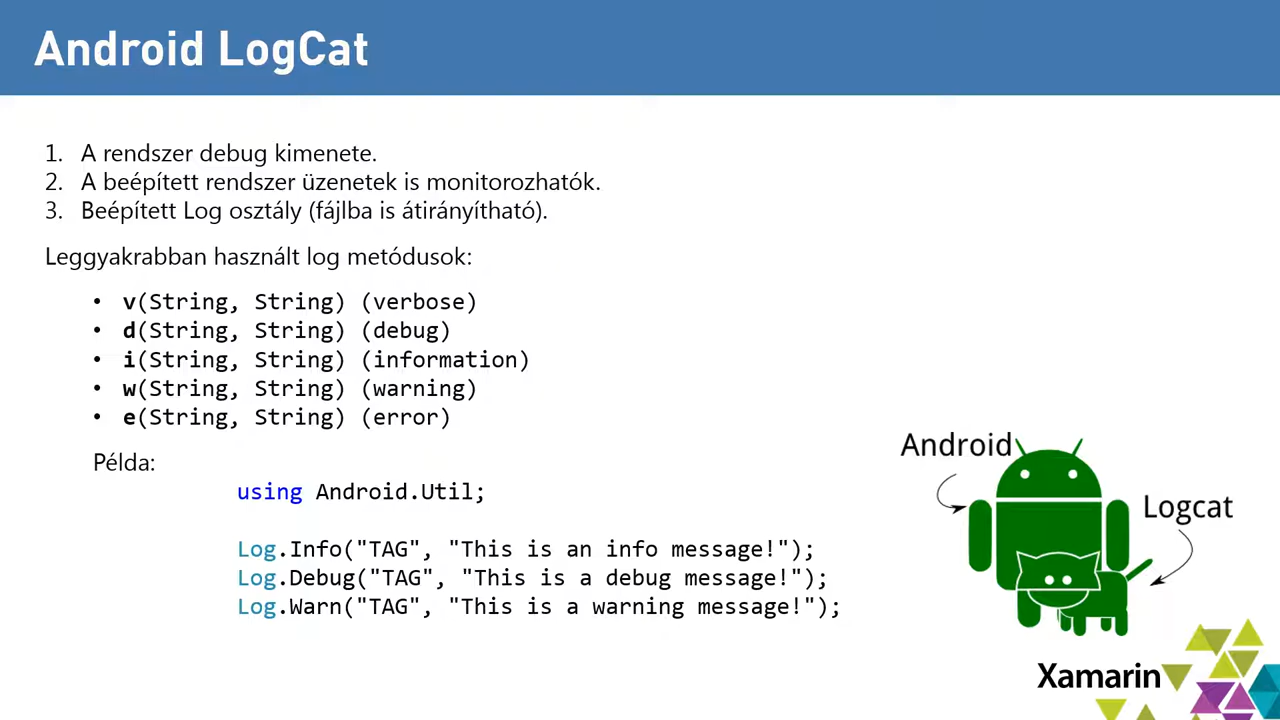 Android LogCat
1. A rendszer debug kimenete.
2. A beépített rendszer üzenetek is monitorozhatók.
3. Beépített Log osztály (fájlba is átirányítható).
Leggyakrabban használt log metódusok:
• v(String, String) (verbose)
• d(String, String) (debug)
• i(String, String) (information)
• w(String, String) (warning)
• e(String, String) (error)
Példa:
using Android.Util;
Log.Info("TAG", "This is an info message!");
Log.Debug("TAG", "This is a debug message!");
Log.Warn("TAG", "This is a warning message!");
Android
Logcat
Xamarin